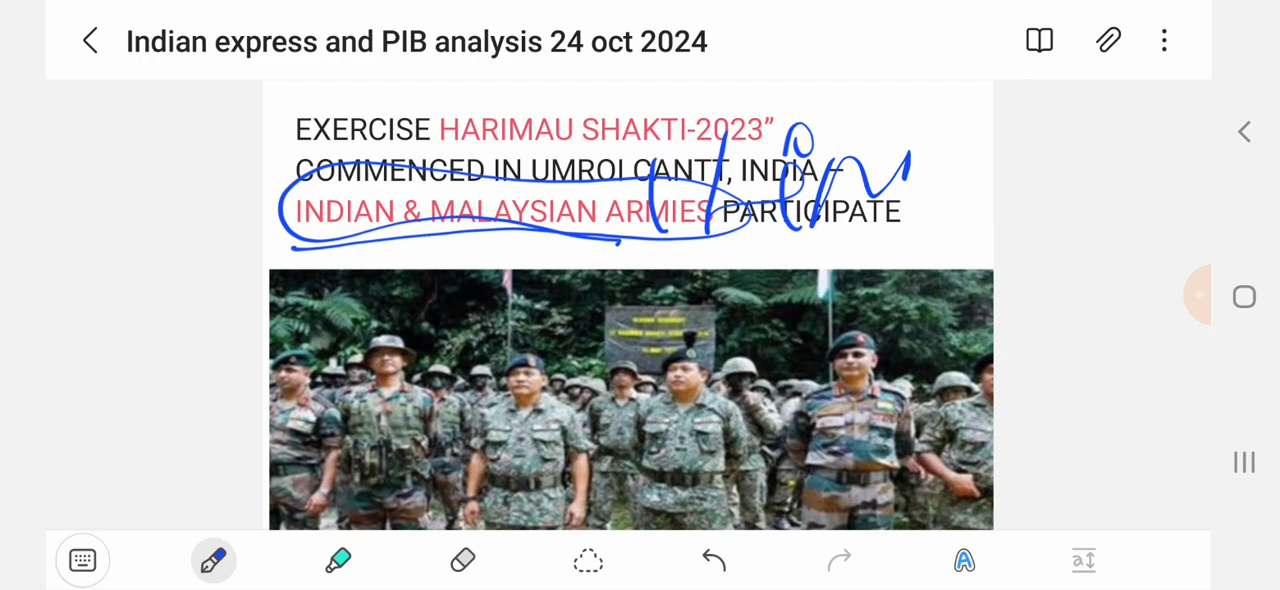 Indian express and PIB analysis 24 oct 2024
EXERCISE HARIMAU SHAKTI-2023”
COMMENCED IN UMROI CANTT, INDIA –
INDIAN & MALAYSIAN ARMIES PARTICIPATE